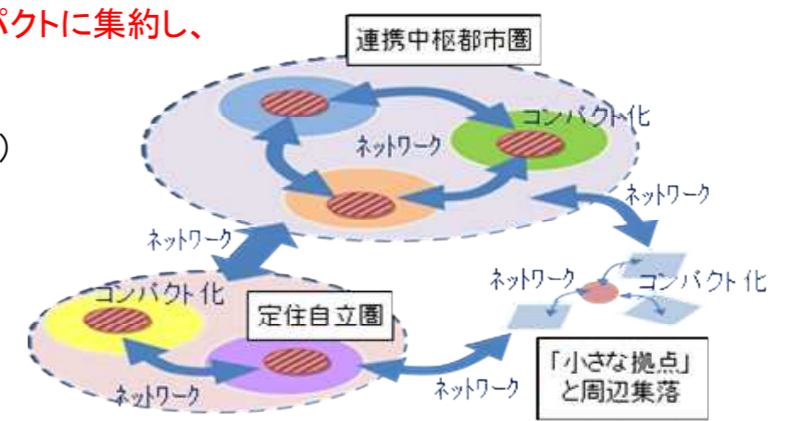 パクトに集約し、
連携中枢都市圏
コンパクト化
)
ネットワーク
ネットワーク
ネットワーク
ネットワーク
コンパクト化
コンパクト化
定住自立圏
「小さな拠点」
と周辺集落
ネットワーク
ネットワーク